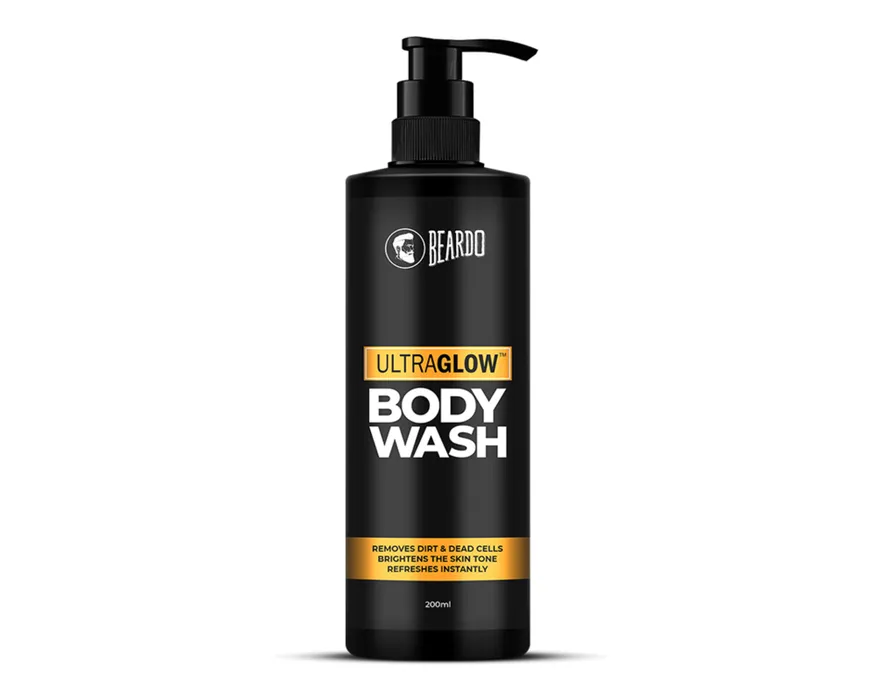 BEARDO
ULTRAGLOW™
BODY
WASH
REMOVES DIRT & DEAD CELLS
BRIGHTENS THE SKIN TONE
REFRESHES INSTANTLY
200ml